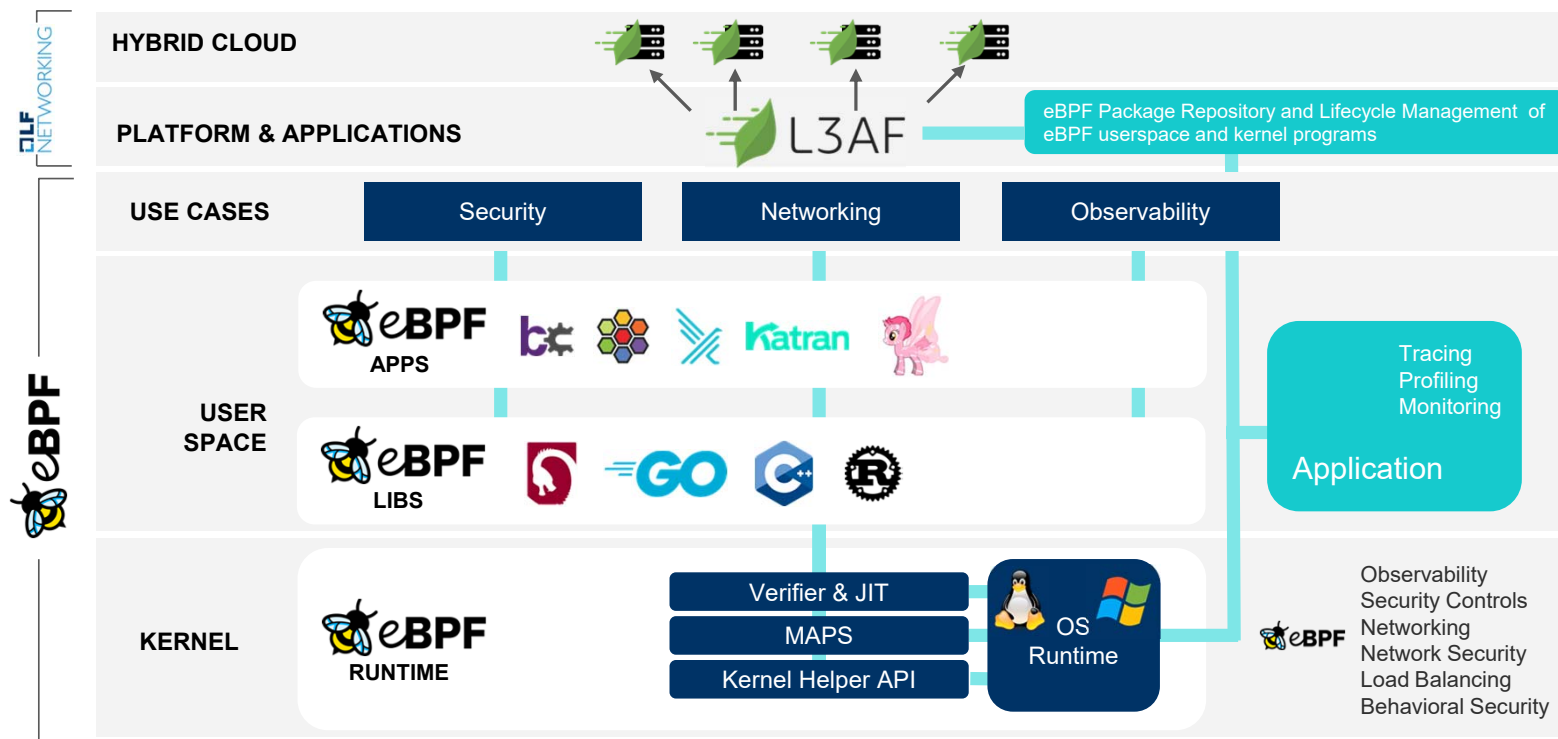 LF
NETWORKING
HYBRID CLOUD
PLATFORM & APPLICATIONS
L3AF
eBPF Package Repository and Lifecycle Management of
eBPF userspace and kernel programs
eBPF
USE CASES
Security
Networking
Observability
USER
SPACE
eBPF
APPS
bc
Katran
eBPF
LIBS
GO
C++
R
Tracing
Profiling
Monitoring
Application
KERNEL
eBPF
RUNTIME
Verifier & JIT
MAPS
Kernel Helper API
OS
Runtime
eBPF
Observability
Security Controls
Networking
Network Security
Load Balancing
Behavioral Security